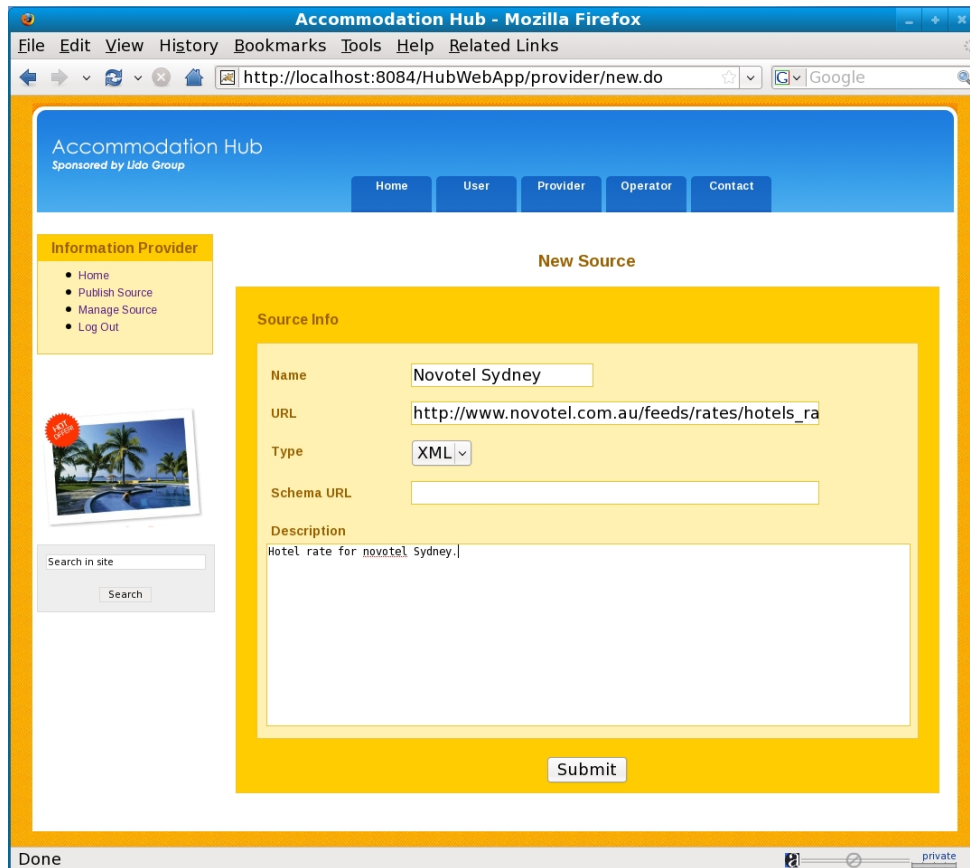 Accommodation Hub - Mozilla Firefox
File Edit View History Bookmarks Tools Help Related Links
http://localhost:8084/HubWebApp/provider/new.do
G Google
Accommodation Hub
Sponsored by Lido Group
Home User Provider Operator Contact
Information Provider
Home
Publish Source
Manage Source
Log Out
HOT OFFER!
Search in site
Search
New Source
Source Info
Name Novotel Sydney
URL http://www.novotel.com.au/feeds/rates/hotels_ra
Type XML
Schema URL
Description
Hotel rate for novotel Sydney.
Submit
Done
private